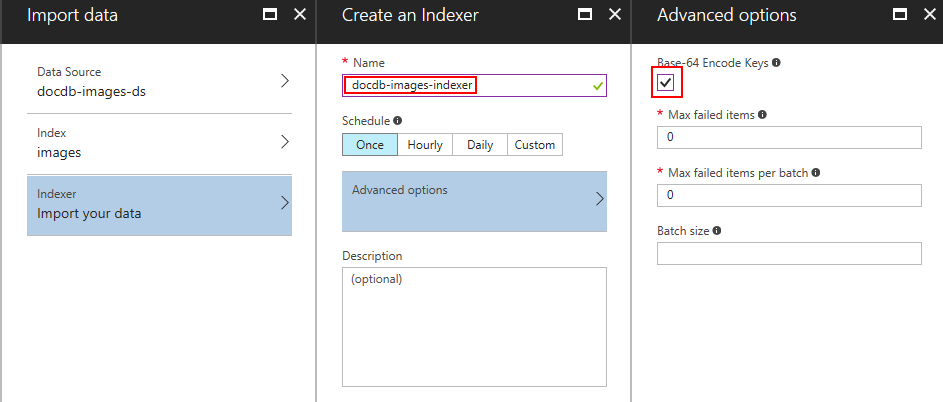 Import data
Data Source
docdb-images-ds
Index
images
Indexer
Import your data
Create an Indexer
* Name
docdb-images-indexer
Schedule
Once Hourly Daily Custom
Advanced options
Description
(optional)
Advanced options
Base-64 Encode Keys
* Max failed items
0
* Max failed items per batch
0
Batch size